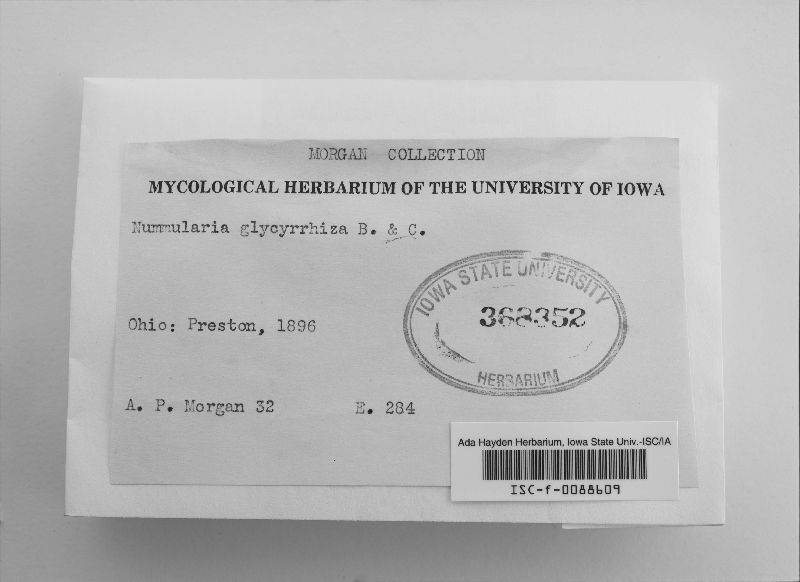 MORGAN COLLECTION
MYCOLOGICAL HERBARIUM OF THE UNIVERSITY OF IOWA
Nummularia glycyrrhiza B. & C.
IOWA STATE UNIVERSITY
368352
HERBARIUM
Ohio: Preston, 1896
A. P. Morgan 32 E. 284
Ada Hayden Herbarium, Iowa State Univ.-ISC/IA
ISC-f-0088609